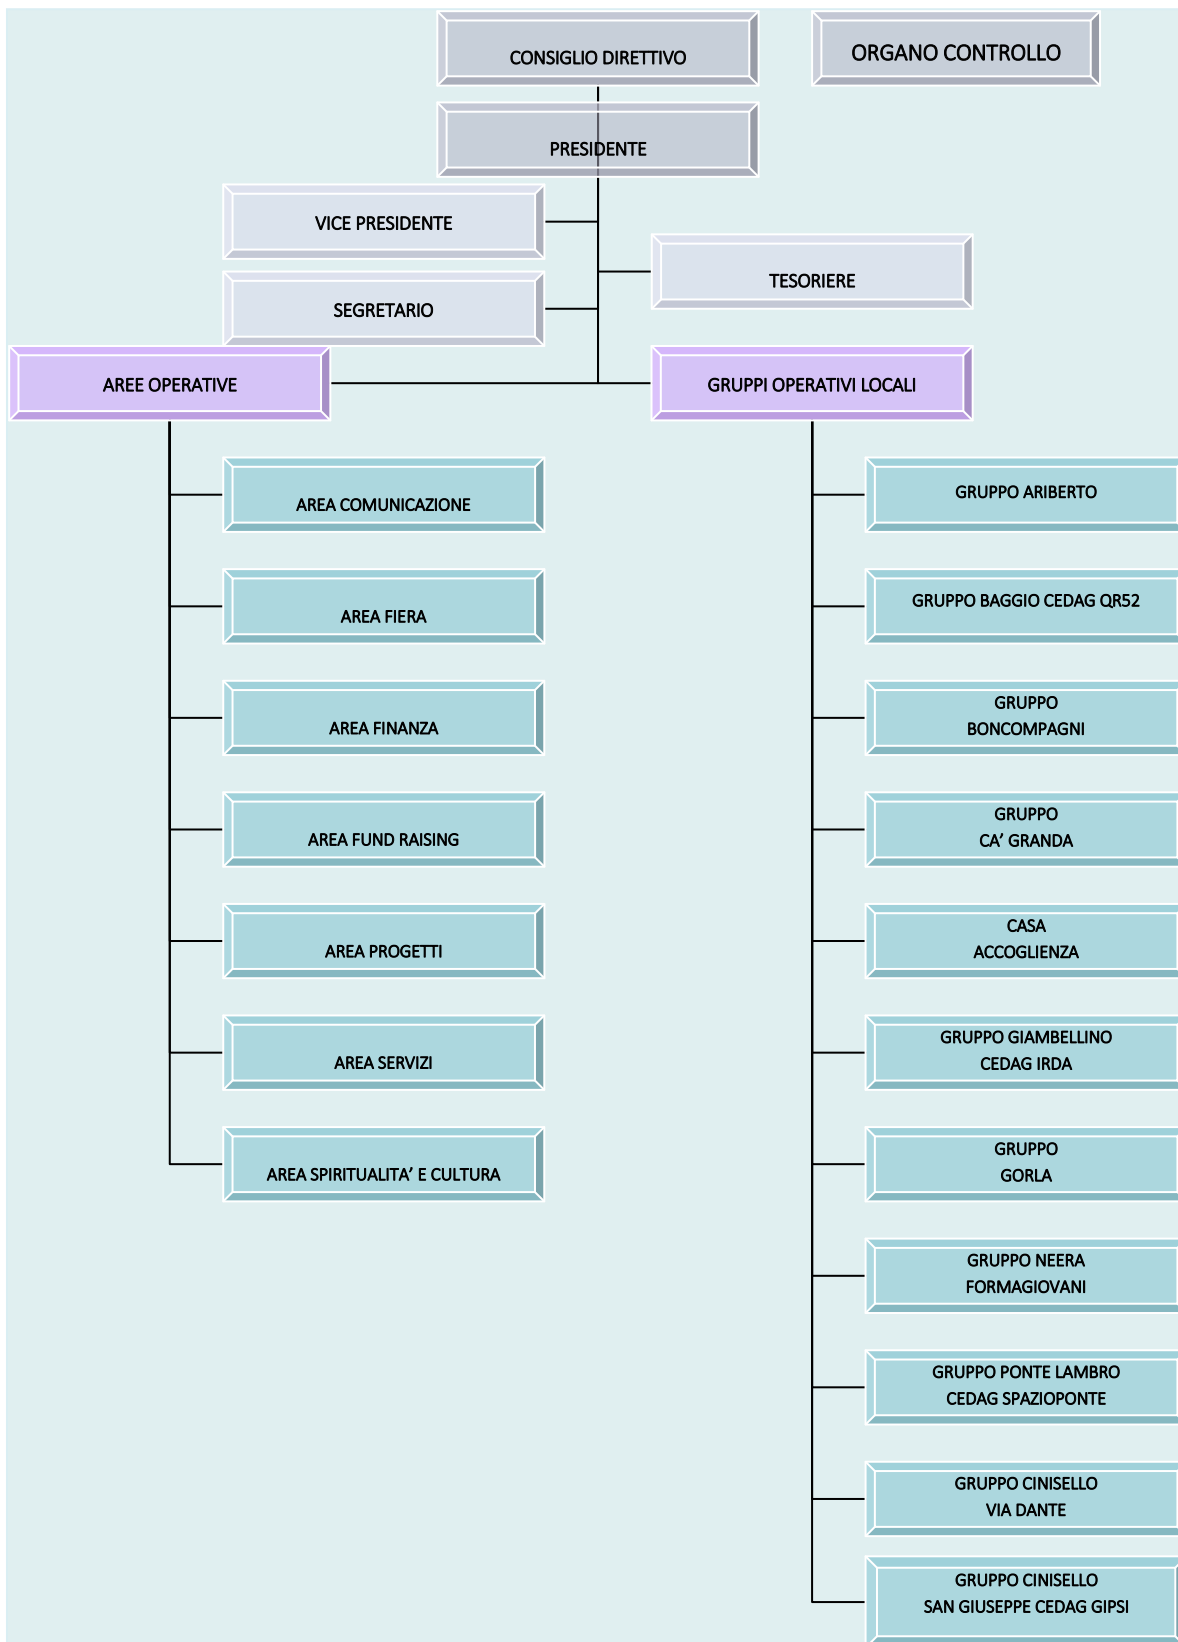 CONSIGLIO DIRETTIVO
ORGANO CONTROLLO
PRESIDENTE
VICE PRESIDENTE
TESORIERE
SEGRETARIO
AREE OPERATIVE
GRUPPI OPERATIVI LOCALI
AREA COMUNICAZIONE
AREA FIERA
AREA FINANZA
AREA FUND RAISING
AREA PROGETTI
AREA SERVIZI
AREA SPIRITUALITA’ E CULTURA
GRUPPO ARIBERTO
GRUPPO BAGGIO CEDAG QR52
GRUPPO
BONCOMPAGNI
GRUPPO
CA’ GRANDA
CASA
ACCOGLIENZA
GRUPPO GIAMBELLINO
CEDAG IRDA
GRUPPO
GORLA
GRUPPO NEERA
FORMAGIOVANI
GRUPPO PONTE LAMBRO
CEDAG SPAZIOPONTE
GRUPPO CINISELLO
VIA DANTE
GRUPPO CINISELLO
SAN GIUSEPPE CEDAG GIPSI